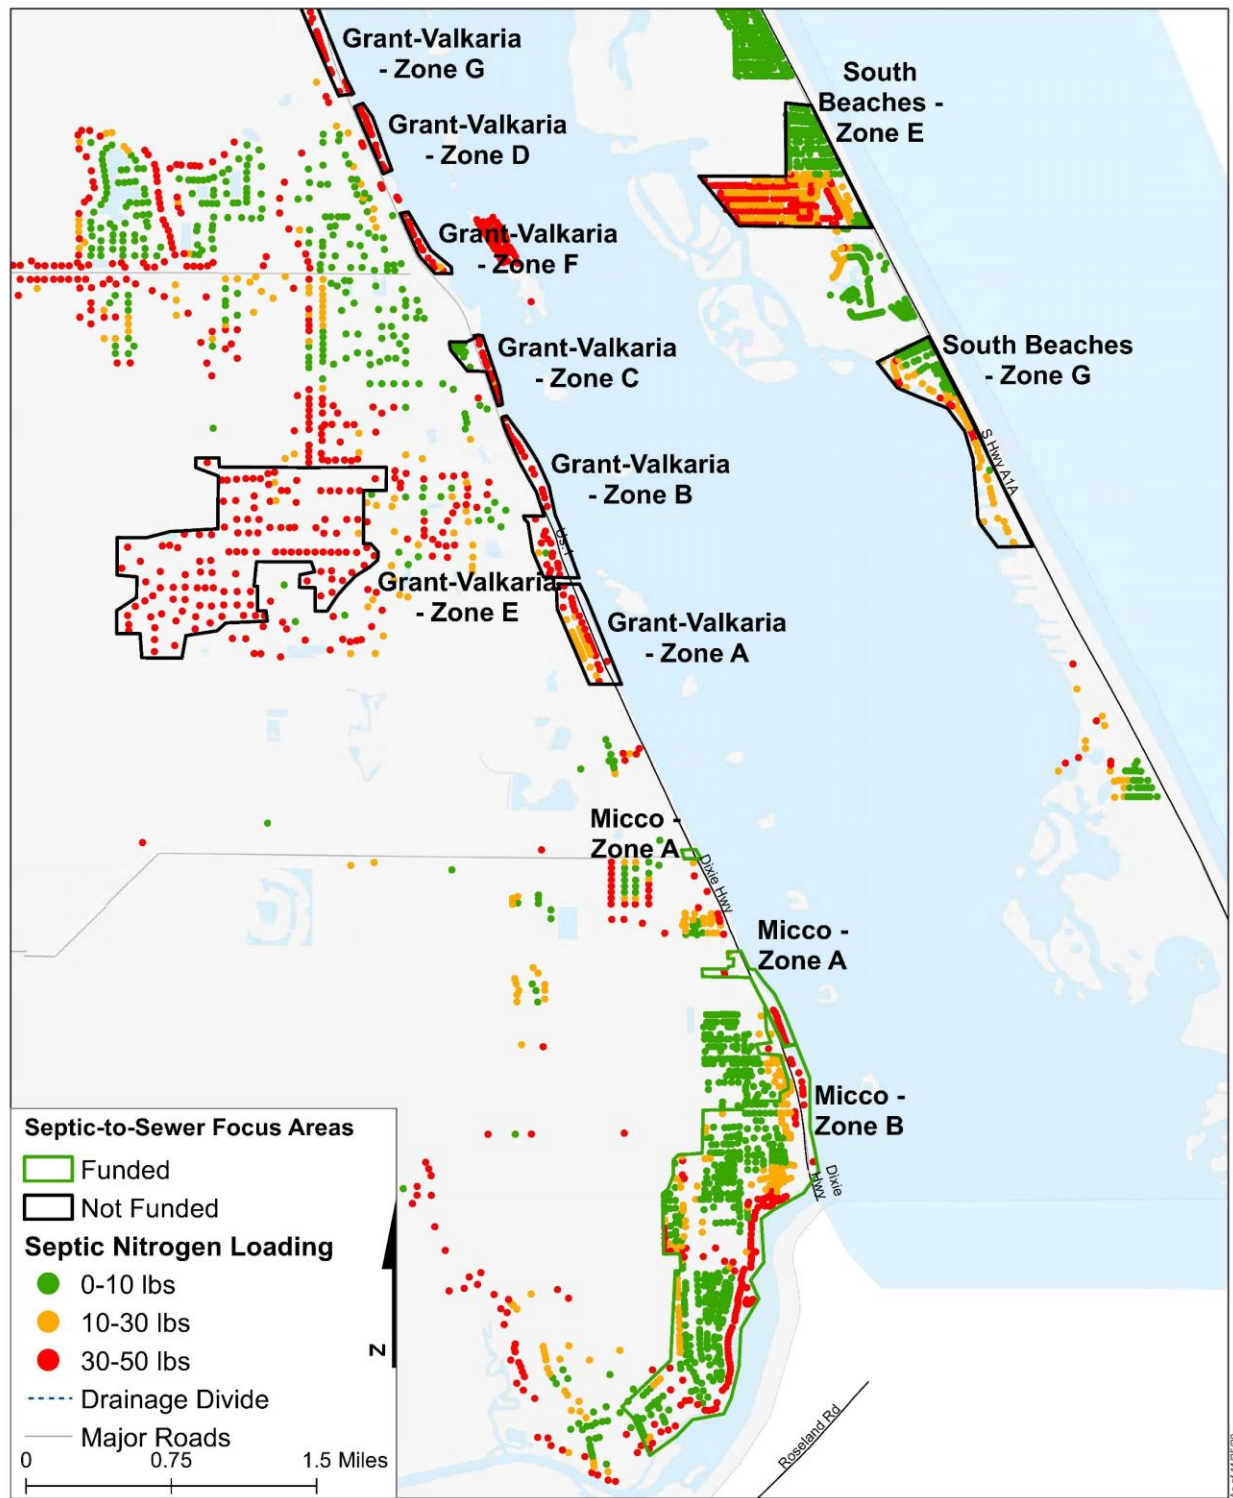 Grant-Valkaria
- Zone G
South
Beaches -
Zone E
Grant-Valkaria
- Zone D
Grant-Valkaria
- Zone F
Grant-Valkaria
- Zone C
South Beaches
- Zone G
S Hwy A1A
Grant-Valkaria
- Zone B
Grant-Valkaria
- Zone E
Grant-Valkaria
- Zone A
Micco -
Zone A
Dixie Hwy
Micco -
Zone A
Micco -
Zone B
Dixie
Hwy
Septic-to-Sewer Focus Areas
Funded
Not Funded
Septic Nitrogen Loading
0-10 lbs
10-30 lbs
30-50 lbs
Drainage Divide
Major Roads
0 0.75 1.5 Miles
N
Roseland Rd